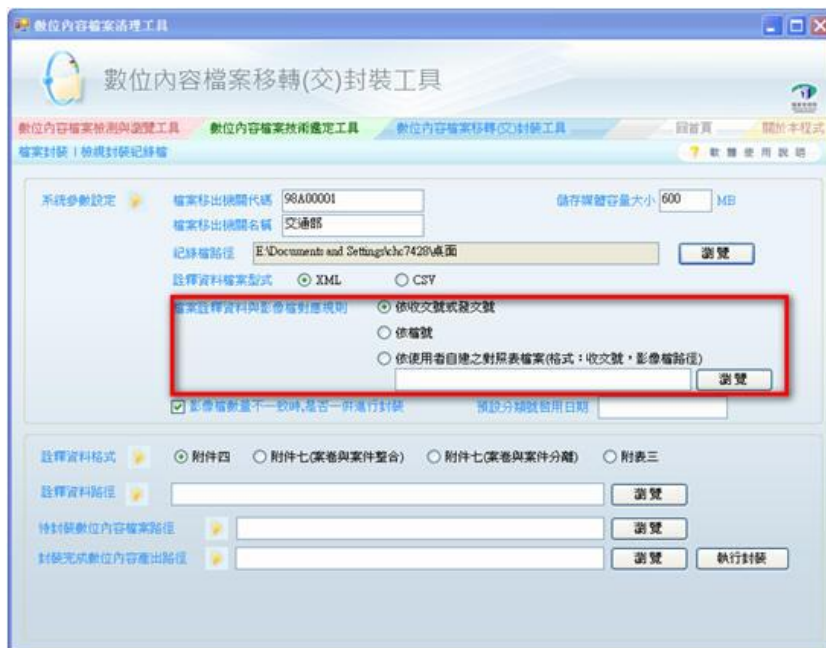 數位內容檔案清理工具
數位內容檔案移轉(交)封裝工具
數位內容檔案檢測與瀏覽工具 數位內容檔案技術鑑定工具 數位內容檔案移轉(交)封裝工具 回首頁 關於本程式
檔案封裝 | 檢視封裝紀錄檔 ? 軟體使用說明
系統參數設定 檔案移出機關代碼 98A00001 儲存媒體容量大小 600 MB
檔案移出機關名稱 交通部
紀錄檔路徑 E:\Documents and Settings\chc7428\桌面 瀏覽
詮釋資料檔案型式 XML CSV
檔案詮釋資料與影像檔對應規則 依收文號或發文號
依檔號
依使用者自建之對照表檔案(格式：收文號，影像檔路徑)
瀏覽
影像檔數量不一致時,是否一併進行封裝 預設分類號啟用日期
詮釋資料格式 附件四 附件七(案卷與案件整合) 附件七(案卷與案件分離) 附表三
詮釋資料路徑 瀏覽
待封裝數位內容檔案路徑 瀏覽
封裝完成數位內容產出路徑 瀏覽 執行封裝